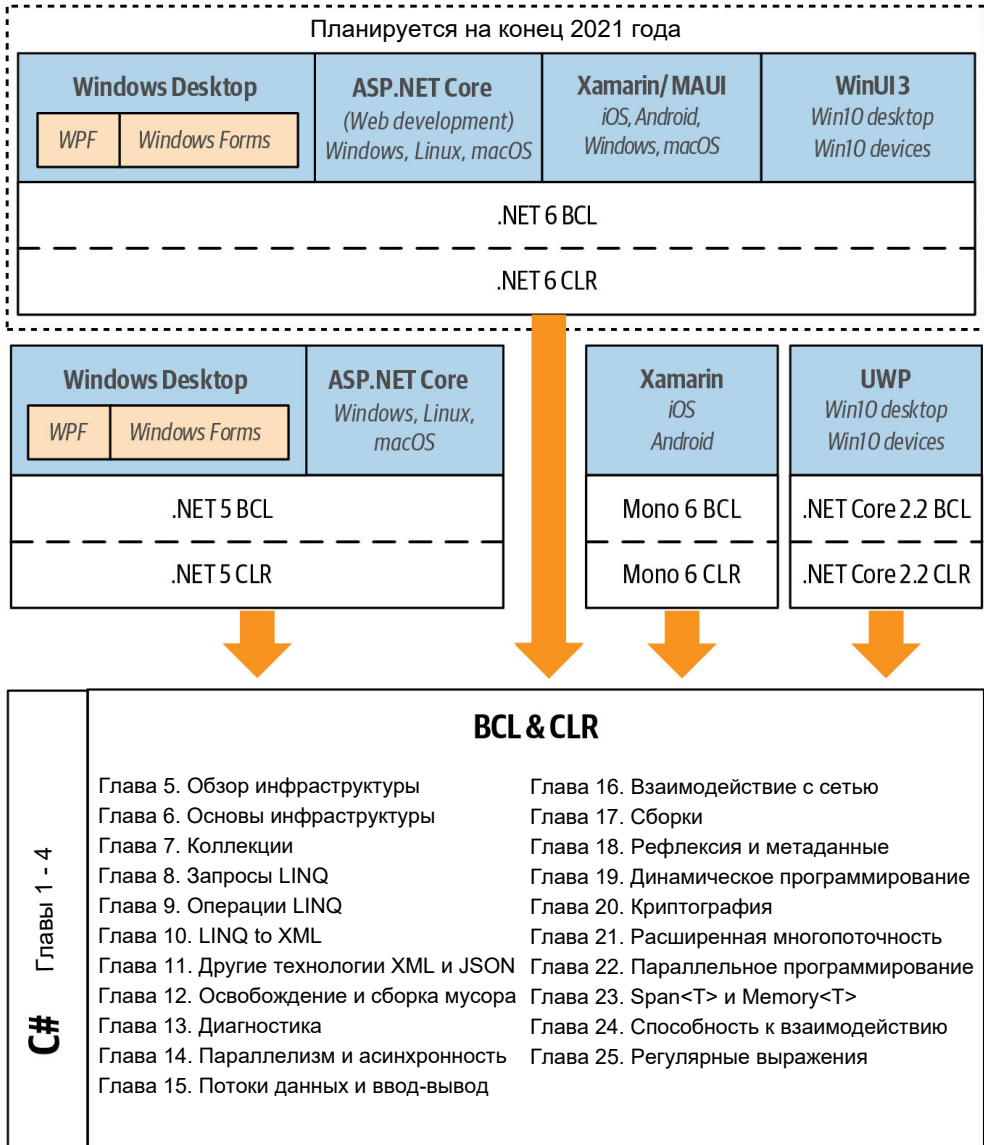 Планируется на конец 2021 года
Windows Desktop
WPF
Windows Forms
ASP.NET Core
(Web development)
Windows, Linux, macOS
Xamarin/ MAUI
iOS, Android,
Windows, macOS
WinUI 3
Win10 desktop
Win10 devices
.NET 6 BCL
.NET 6 CLR
Windows Desktop
WPF
Windows Forms
ASP.NET Core
Windows, Linux,
macOS
.NET 5 BCL
.NET 5 CLR
Xamarin
iOS
Android
Mono 6 BCL
Mono 6 CLR
UWP
Win10 desktop
Win10 devices
.NET Core 2.2 BCL
.NET Core 2.2 CLR
C# Главы 1 - 4
BCL & CLR
Глава 5. Обзор инфраструктуры
Глава 6. Основы инфраструктуры
Глава 7. Коллекции
Глава 8. Запросы LINQ
Глава 9. Операции LINQ
Глава 10. LINQ to XML
Глава 11. Другие технологии XML и JSON
Глава 12. Освобождение и сборка мусора
Глава 13. Диагностика
Глава 14. Параллелизм и асинхронность
Глава 15. Потоки данных и ввод-вывод
Глава 16. Взаимодействие с сетью
Глава 17. Сборки
Глава 18. Рефлексия и метаданные
Глава 19. Динамическое программирование
Глава 20. Криптография
Глава 21. Расширенная многопоточность
Глава 22. Параллельное программирование
Глава 23. Span<T> и Memory<T>
Глава 24. Способность к взаимодействию
Глава 25. Регулярные выражения